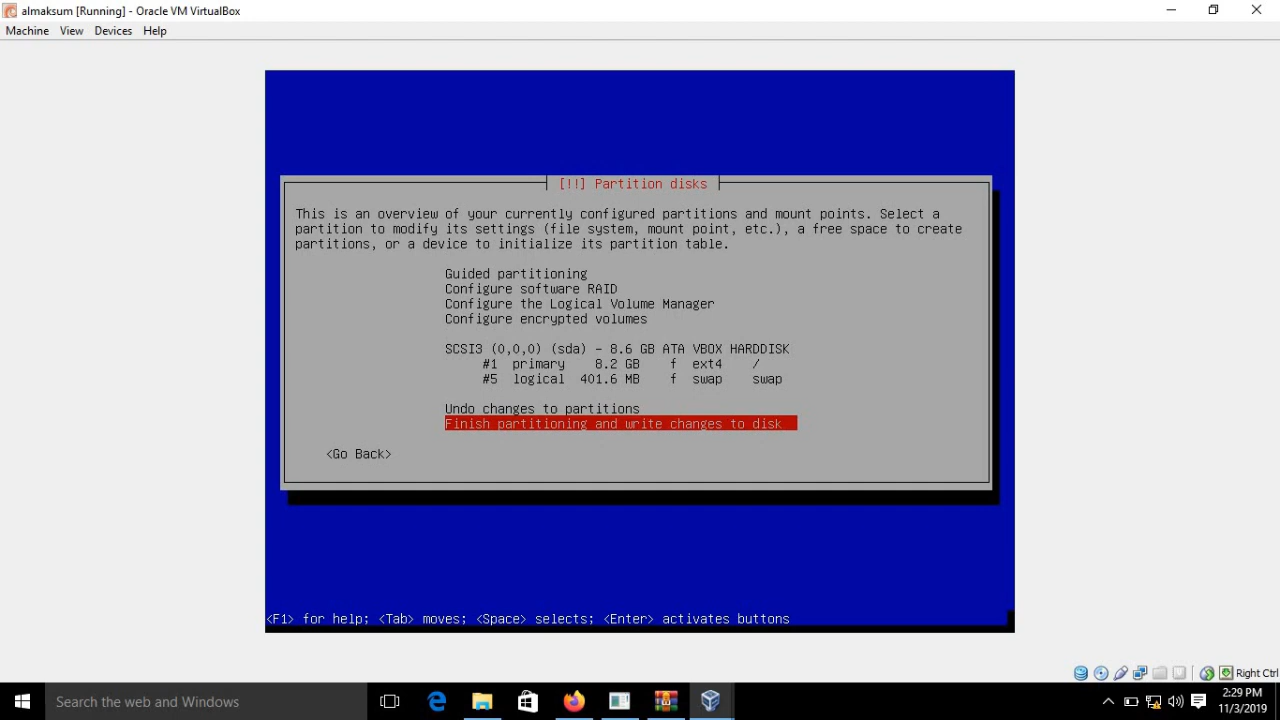 almaksum [Running] - Oracle VM VirtualBox
Machine View Devices Help
[!!] Partition disks
This is an overview of your currently configured partitions and mount points. Select a
partition to modify its settings (file system, mount point, etc.), a free space to create
partitions, or a device to initialize its partition table.
Guided partitioning
Configure software RAID
Configure the Logical Volume Manager
Configure encrypted volumes
SCSI3 (0,0,0) (sda) - 8.6 GB ATA VBOX HARDDISK
#1 primary 8.2 GB f ext4 /
#5 logical 401.6 MB f swap swap
Undo changes to partitions
Finish partitioning and write changes to disk
<Go Back>
<F1> for help; <Tab> moves; <Space> selects; <Enter> activates buttons
Right Ctrl
Search the web and Windows
2:29 PM
11/3/2019